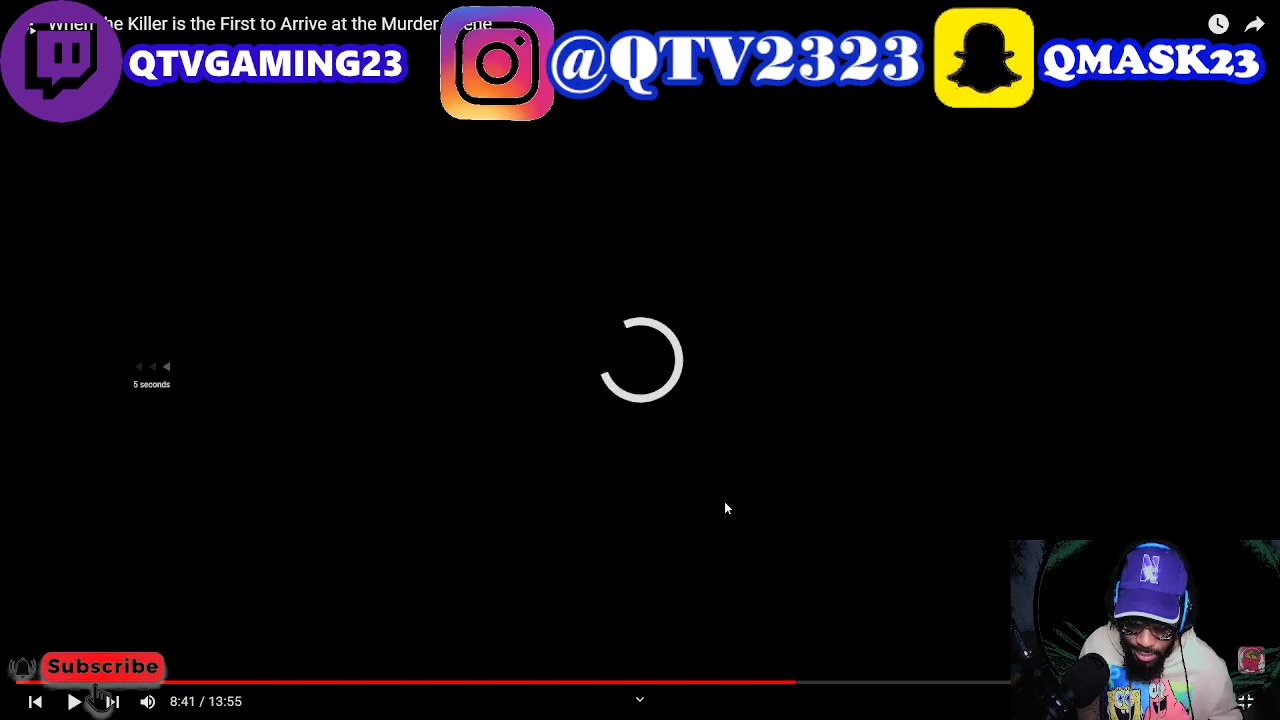 When the Killer is the First to Arrive at the Murder
QTVGAMING23
@QTV2323
QMASK23
5 seconds
Subscribe
8:41 / 13:55
N